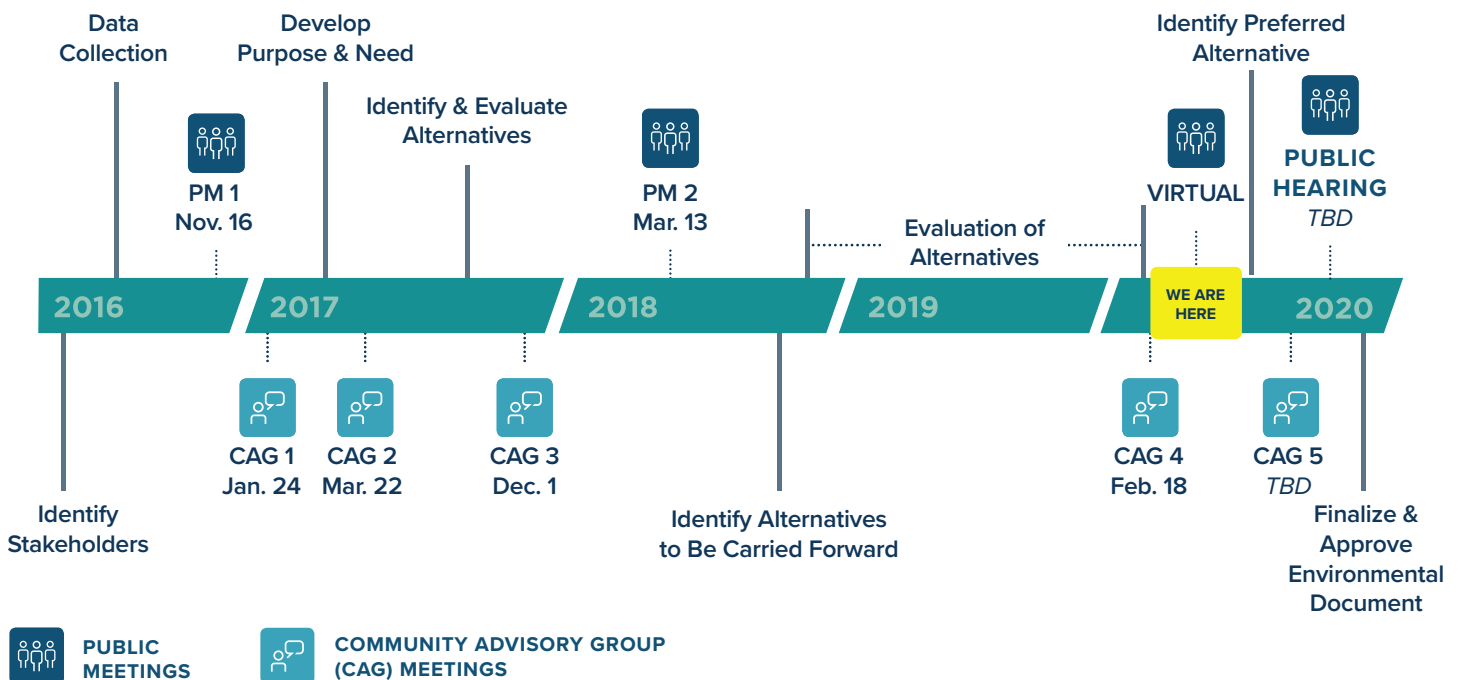 Data
Collection
Develop
Purpose & Need
Identify & Evaluate
Alternatives
Identify Preferred
Alternative
PM 1
Nov. 16
PM 2
Mar. 13
Evaluation of
Alternatives
VIRTUAL
PUBLIC
HEARING
TBD
2016
2017
2018
2019
WE ARE
HERE
2020
CAG 1
Jan. 24
CAG 2
Mar. 22
CAG 3
Dec. 1
CAG 4
Feb. 18
CAG 5
TBD
Identify
Stakeholders
Identify Alternatives
to Be Carried Forward
Finalize &
Approve
Environmental
Document
PUBLIC
MEETINGS
COMMUNITY ADVISORY GROUP
(CAG) MEETINGS